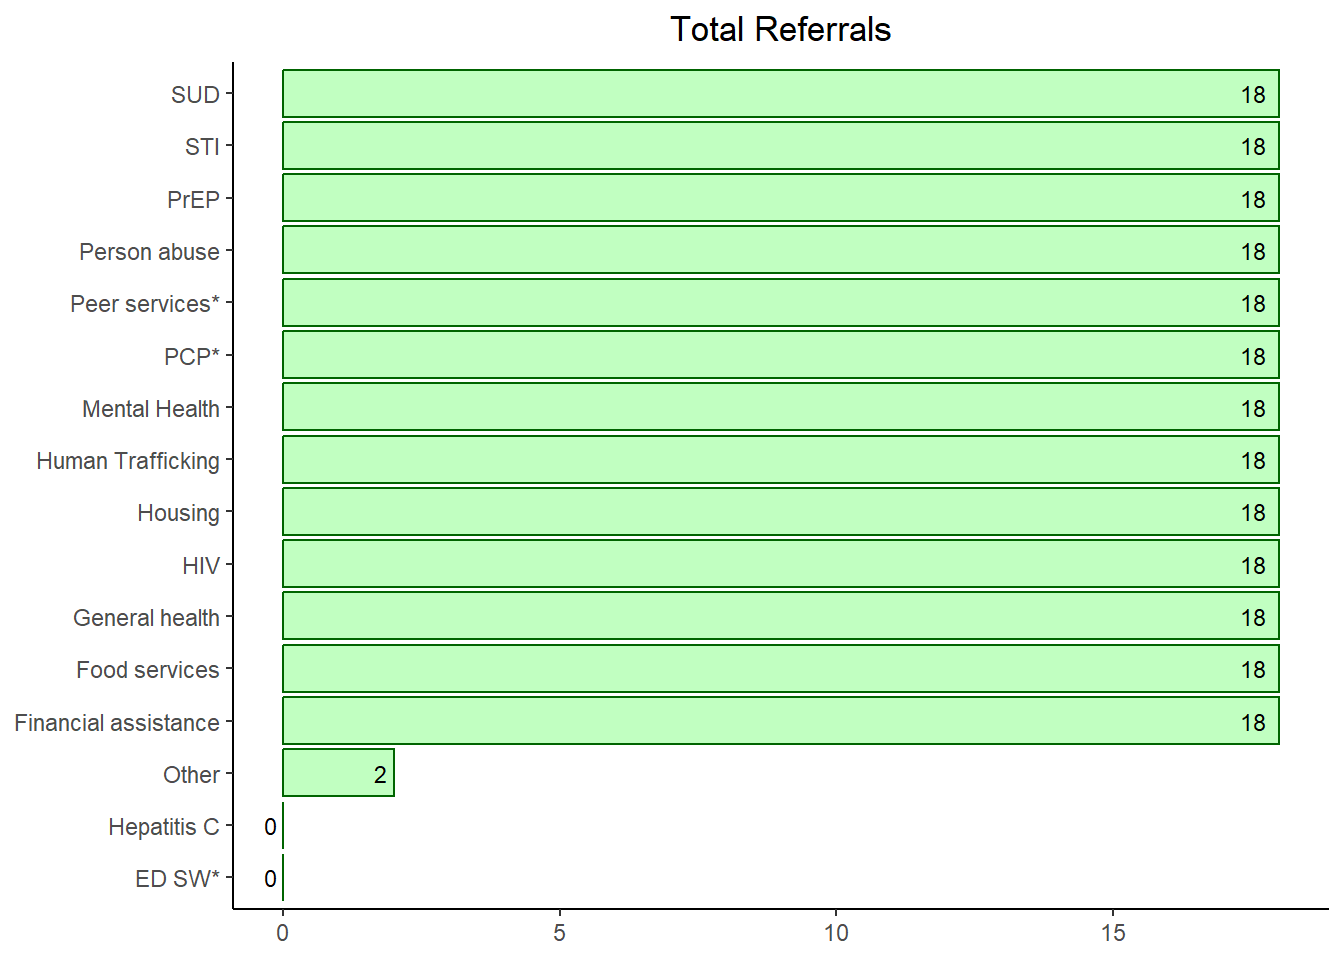 Total Referrals
SUD 18
STI 18
PrEP 18
Person abuse 18
Peer services* 18
PCP* 18
Mental Health 18
Human Trafficking 18
Housing 18
HIV 18
General health 18
Food services 18
Financial assistance 18
Other 2
Hepatitis C 0
ED SW* 0
0 5 10 15